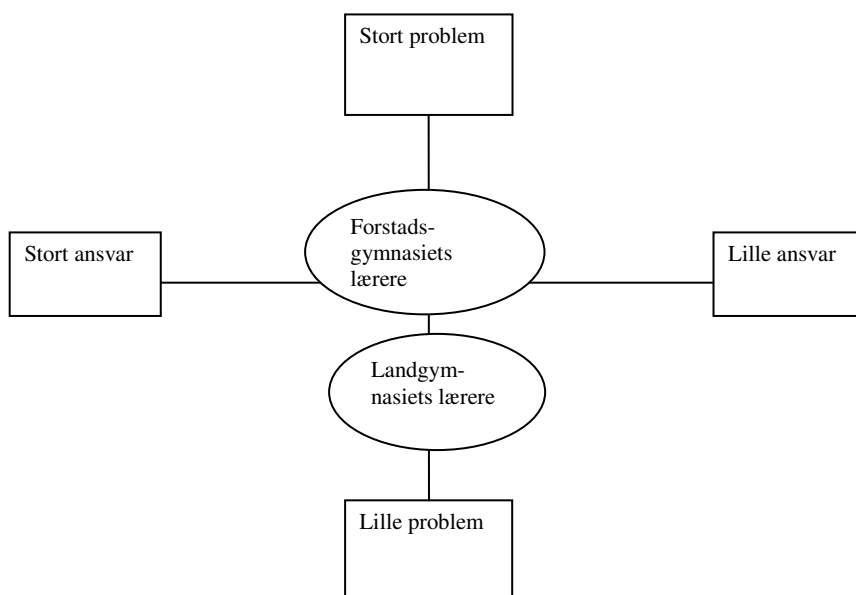 Stort problem
Forstads-
gymnasiets
lærere
Stort ansvar
Lille ansvar
Landgym-
nasiets lærere
Lille problem